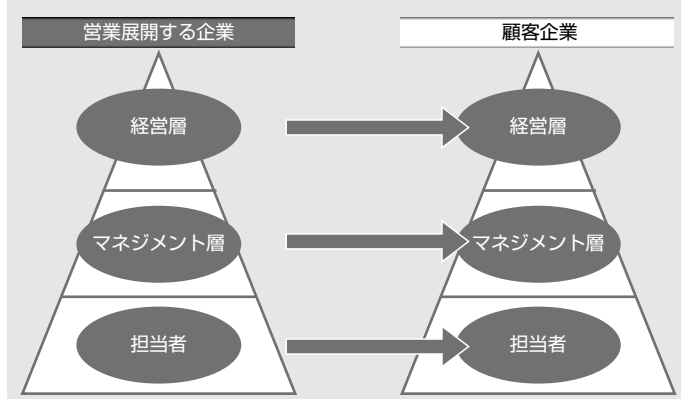 営業展開する企業
顧客企業
経営層
経営層
マネジメント層
マネジメント層
担当者
担当者